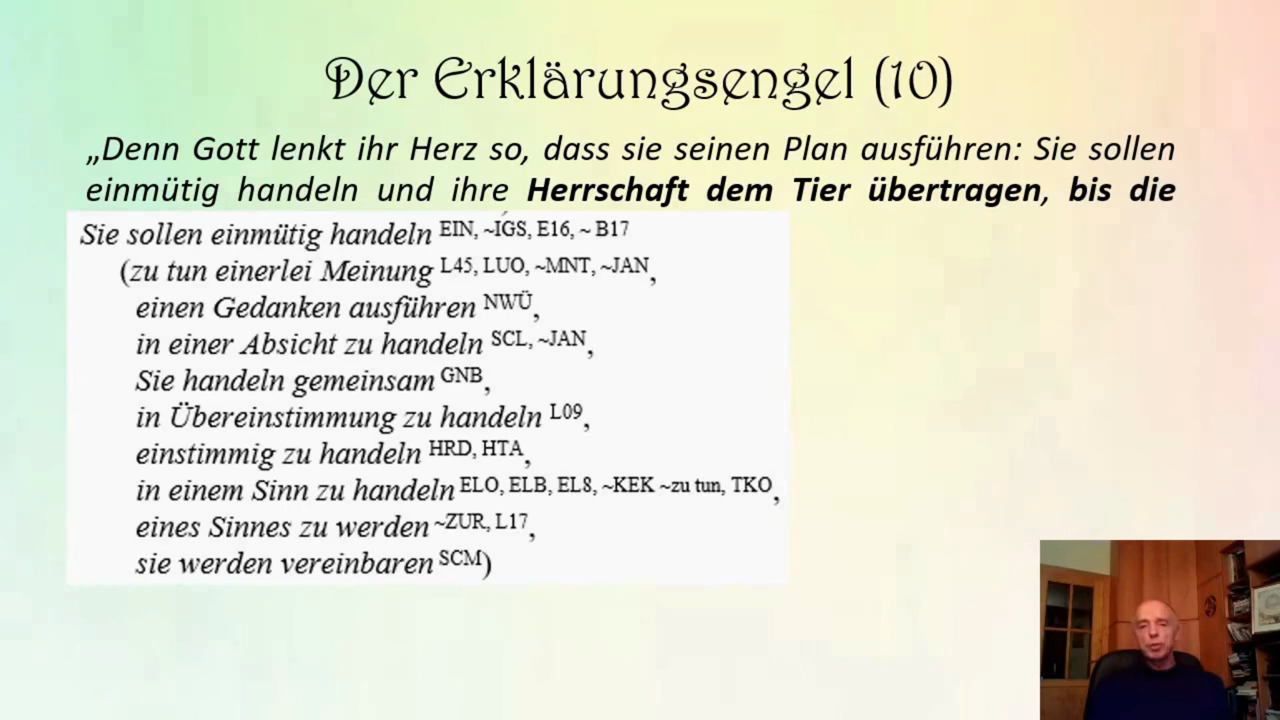 Der Erklärungsengel (10)
„Denn Gott lenkt ihr Herz so, dass sie seinen Plan ausführen: Sie sollen
einmütig handeln und ihre Herrschaft dem Tier übertragen, bis die
Sie sollen einmütig handeln EIN, ~IGS, E16, ~ B17
(zu tun einerlei Meinung L45, LUO, ~MNT, ~JAN,
einen Gedanken ausführen NWÜ,
in einer Absicht zu handeln SCL, ~JAN,
Sie handeln gemeinsam GNB,
in Übereinstimmung zu handeln L09,
einstimmig zu handeln HRD, HTA,
in einem Sinn zu handeln ELO, ELB, EL8, ~KEK ~zu tun, TKO,
eines Sinnes zu werden ~ZUR, L17,
sie werden vereinbaren SCM)